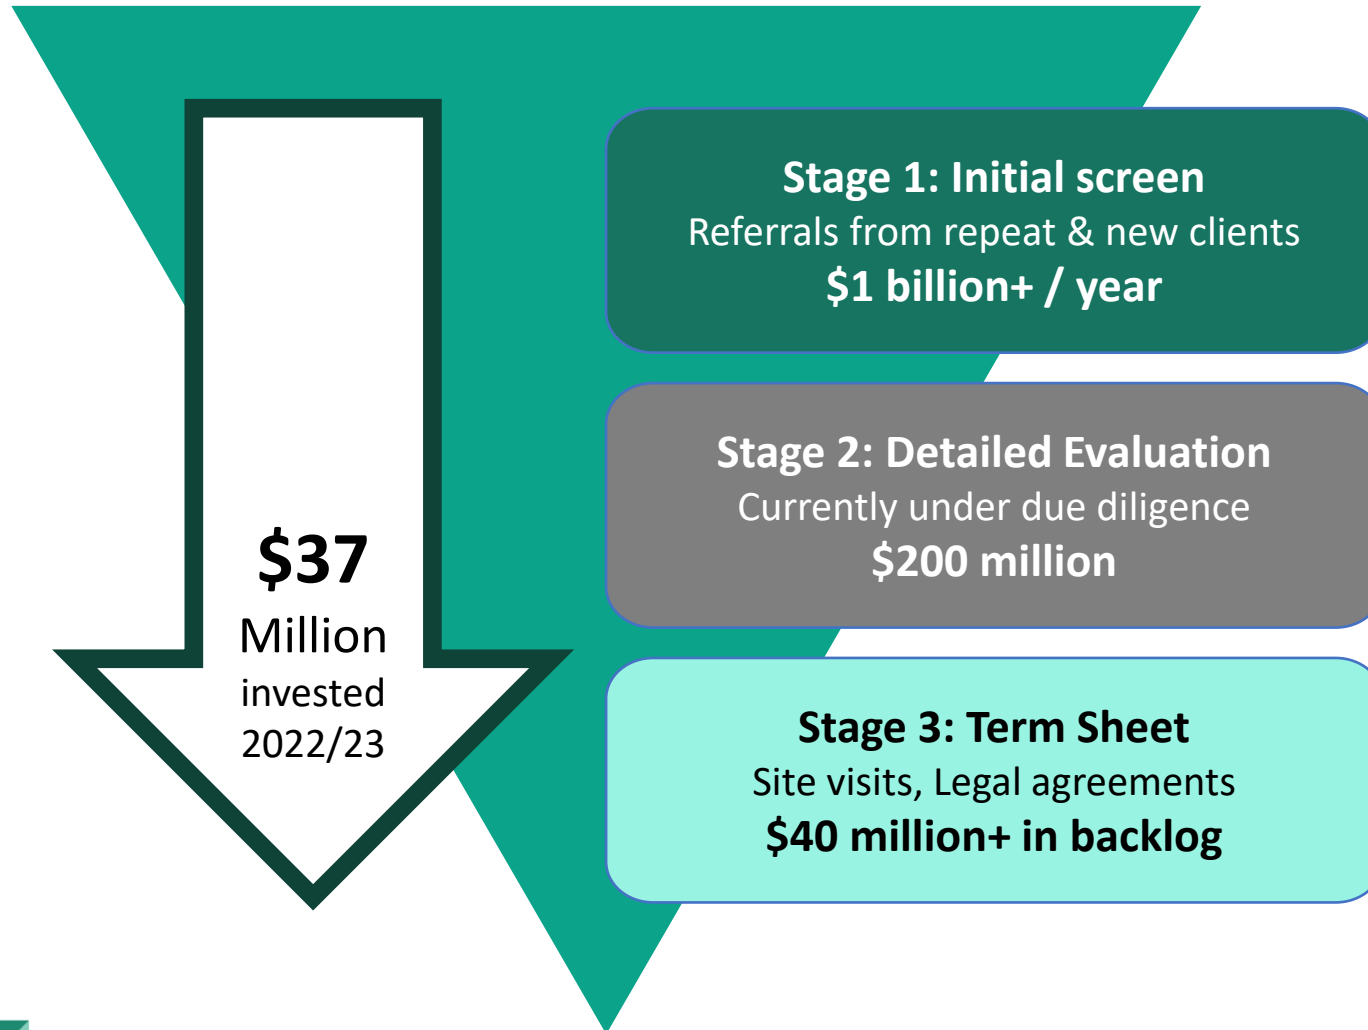 Stage 1: Initial screen
Referrals from repeat & new clients
$1 billion+ / year
Stage 2: Detailed Evaluation
Currently under due diligence
$200 million
$37
Million
invested
2022/23
Stage 3: Term Sheet
Site visits, Legal agreements
$40 million+ in backlog